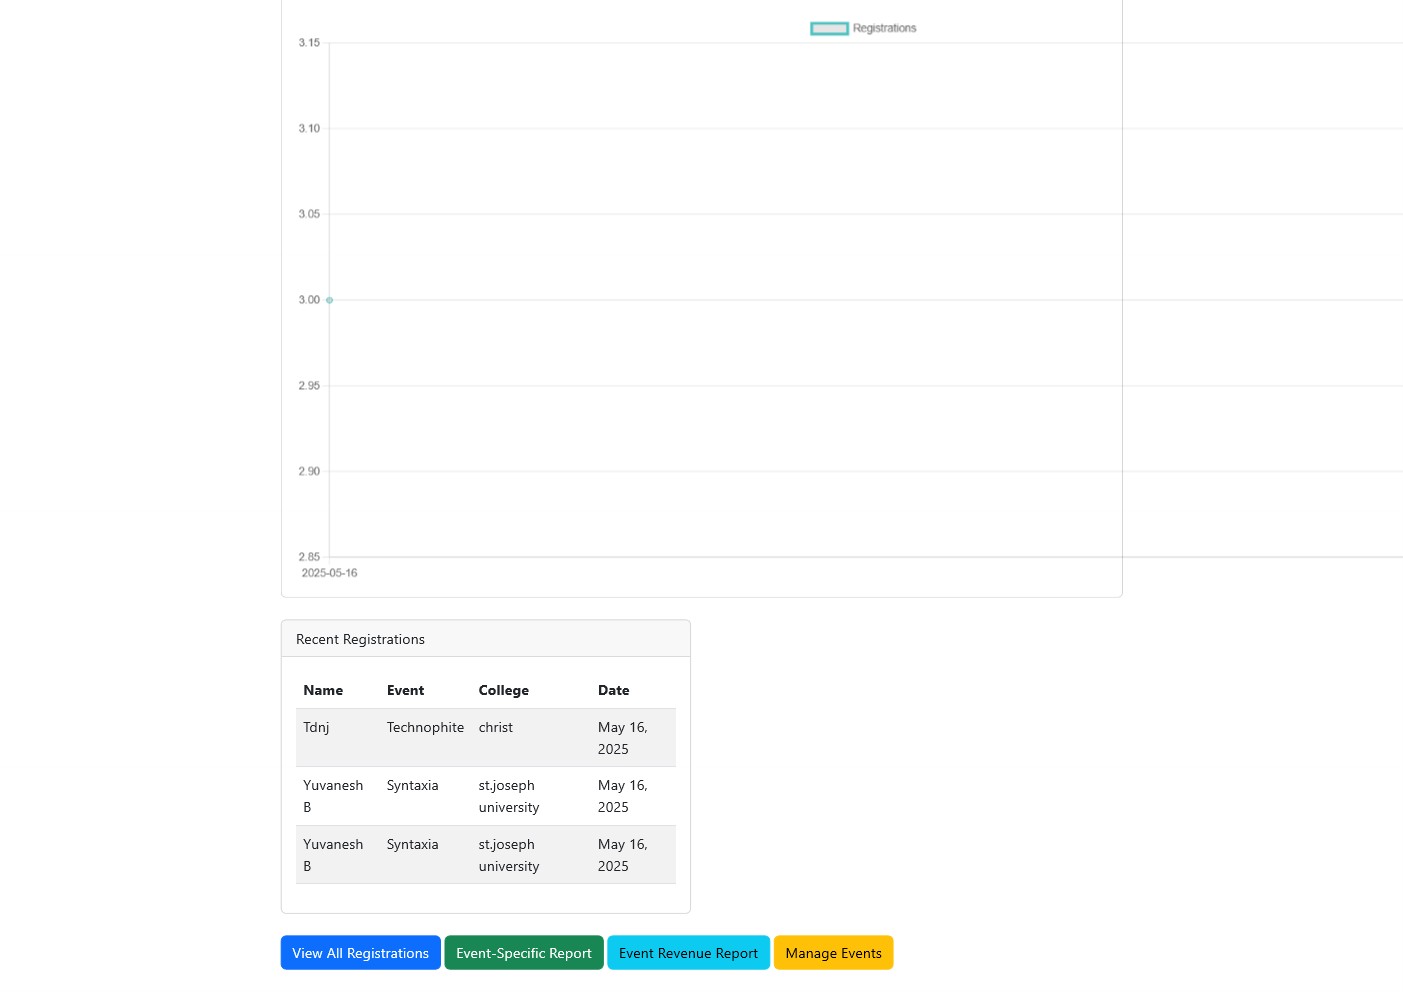 Registrations
3.15
3.10
3.05
3.00
2.95
2.90
2.85
2025-05-16
Recent Registrations
Name Event College Date
Tdnj Technophite christ May 16,
2025
Yuvanesh Syntaxia st.joseph May 16,
B university 2025
Yuvanesh Syntaxia st.joseph May 16,
B university 2025
View All Registrations Event-Specific Report Event Revenue Report Manage Events